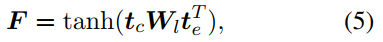 F = tanh(t_c W_l t_e^T), (5)